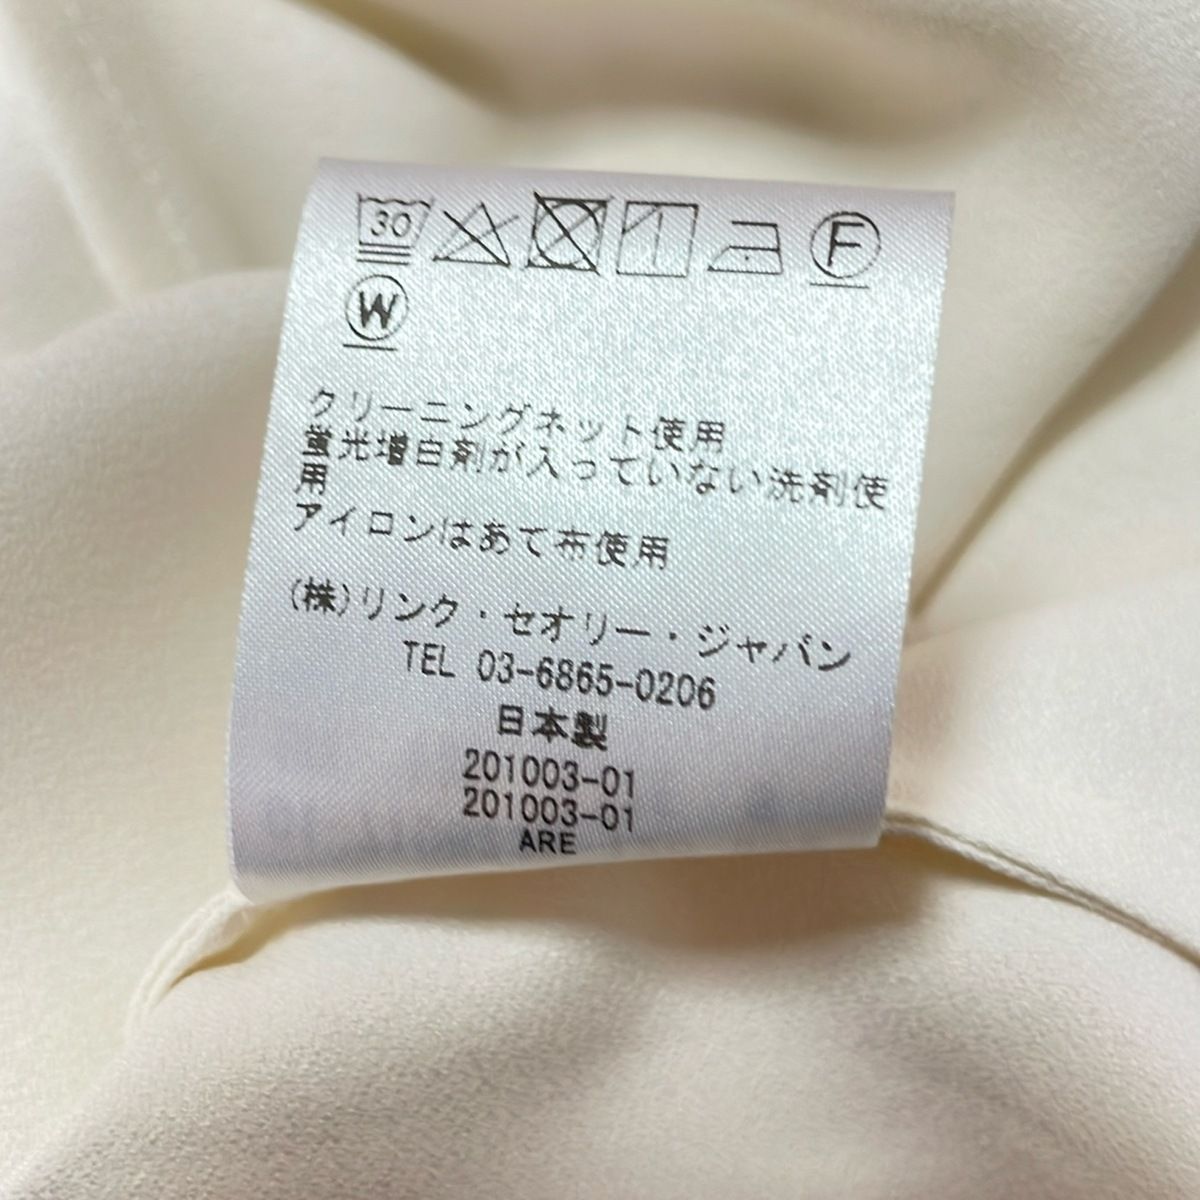 30
F
W
クリーニングネット使用
蛍光増白剤が入っていない洗剤使
用
アイロンはあて布使用
(株)リンク・セオリー・ジャパン
TEL 03-6865-0206
日本製
201003-01
201003-01
ARE